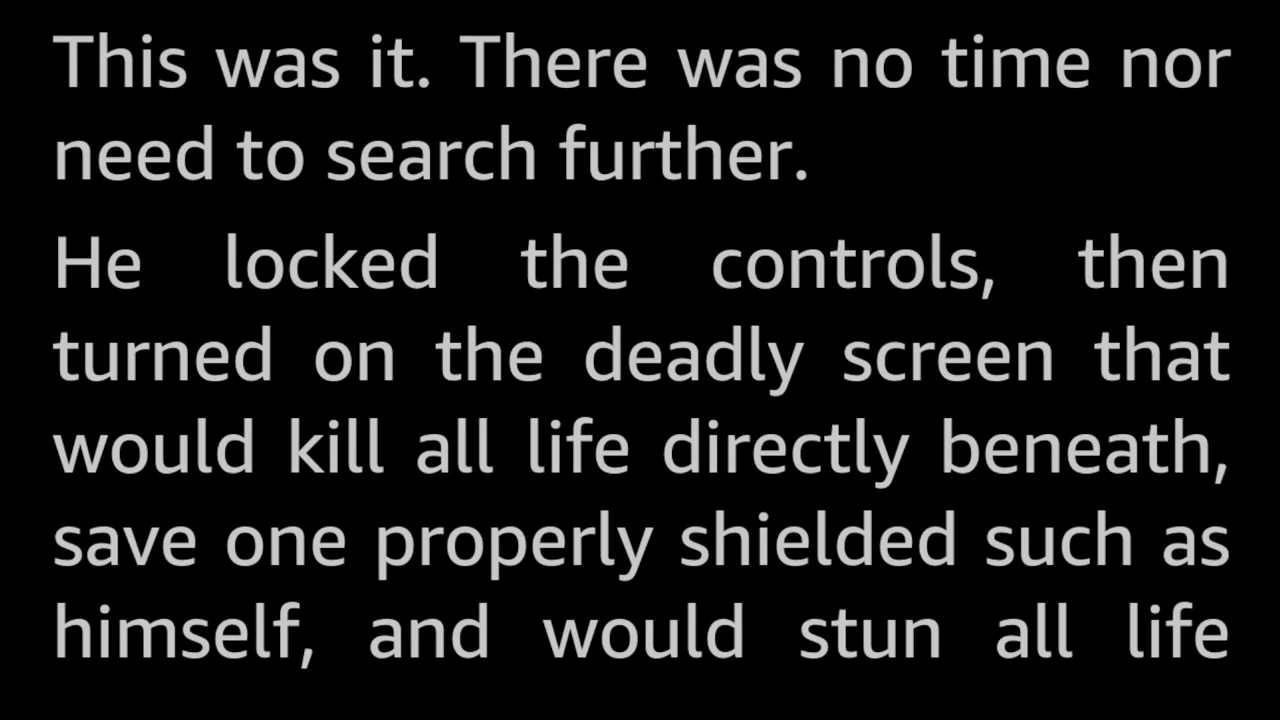 This was it. There was no time nor
need to search further.
He locked the controls, then
turned on the deadly screen that
would kill all life directly beneath,
save one properly shielded such as
himself, and would stun all life